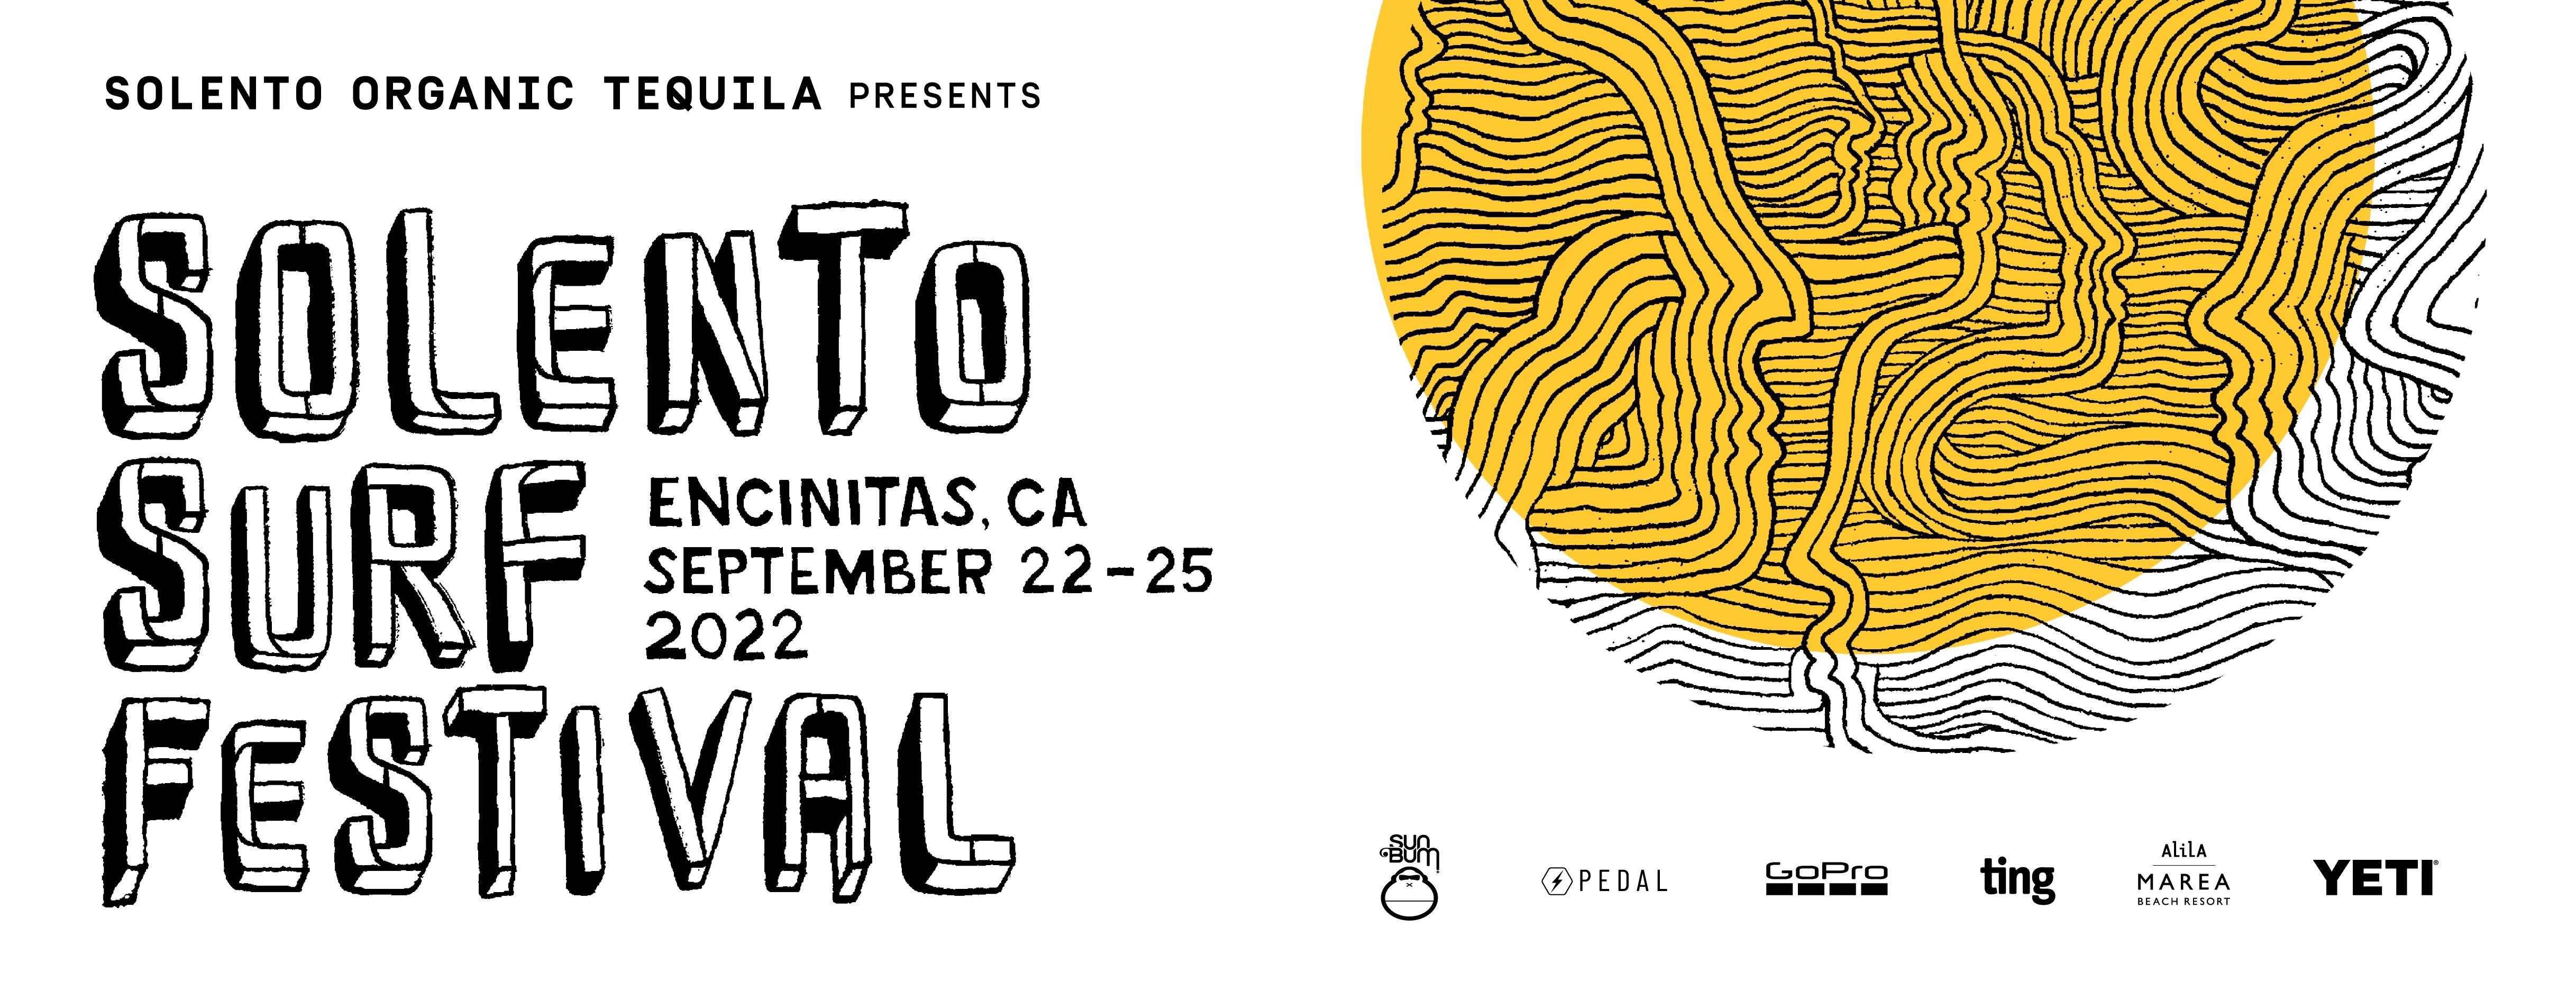 SOLENTO ORGANIC TEQUILA PRESENTS
SOLENTO
SURF
ENCINITAS, CA
SEPTEMBER 22-25
2022
FESTIVAL
SUN
BUM
PEDAL
GoPro
ting
AlilA
MAREA
BEACH RESORT
YETI®